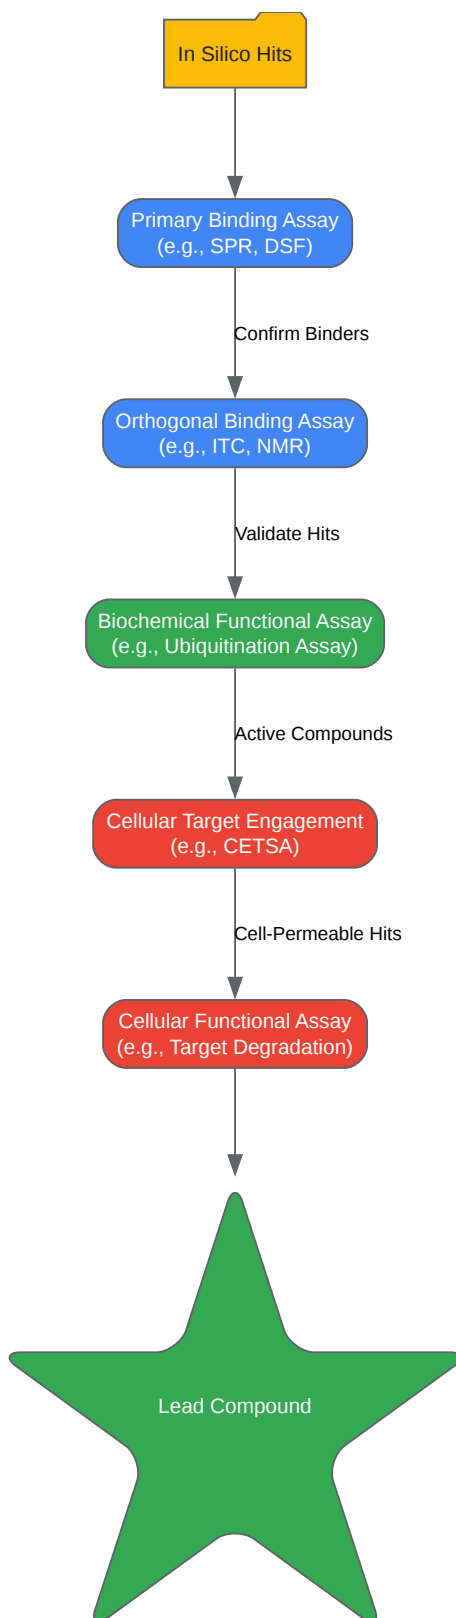 In Silico Hits
Primary Binding Assay
(e.g., SPR, DSF)
Confirm Binders
Orthogonal Binding Assay
(e.g., ITC, NMR)
Validate Hits
Biochemical Functional Assay
(e.g., Ubiquitination Assay)
Active Compounds
Cellular Target Engagement
(e.g., CETSA)
Cell-Permeable Hits
Cellular Functional Assay
(e.g., Target Degradation)
Lead Compound